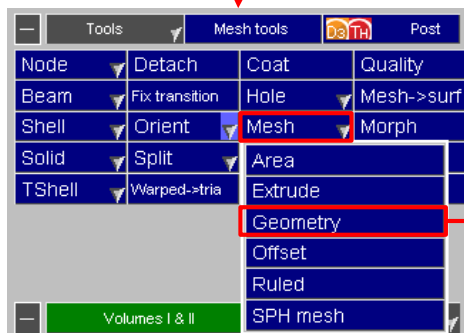 Tools Mesh tools D3 TH Post
Node Detach Coat Quality
Beam Fix transition Hole Mesh->surf
Shell Orient Mesh Morph
Solid Split Area
TShell Warped->tria Extrude
Geometry
Offset
Ruled
Volumes I & II SPH mesh